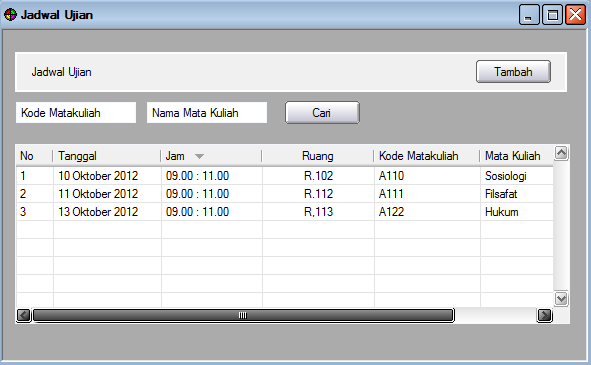 Jadwal Ujian
Jadwal Ujian Tambah
Kode Matakuliah Nama Mata Kuliah Cari
No Tanggal Jam Ruang Kode Matakuliah Mata Kuliah
1 10 Oktober 2012 09.00 : 11.00 R.102 A110 Sosiologi
2 11 Oktober 2012 09.00 : 11.00 R.112 A111 Filsafat
3 13 Oktober 2012 09.00 : 11.00 R,113 A122 Hukum